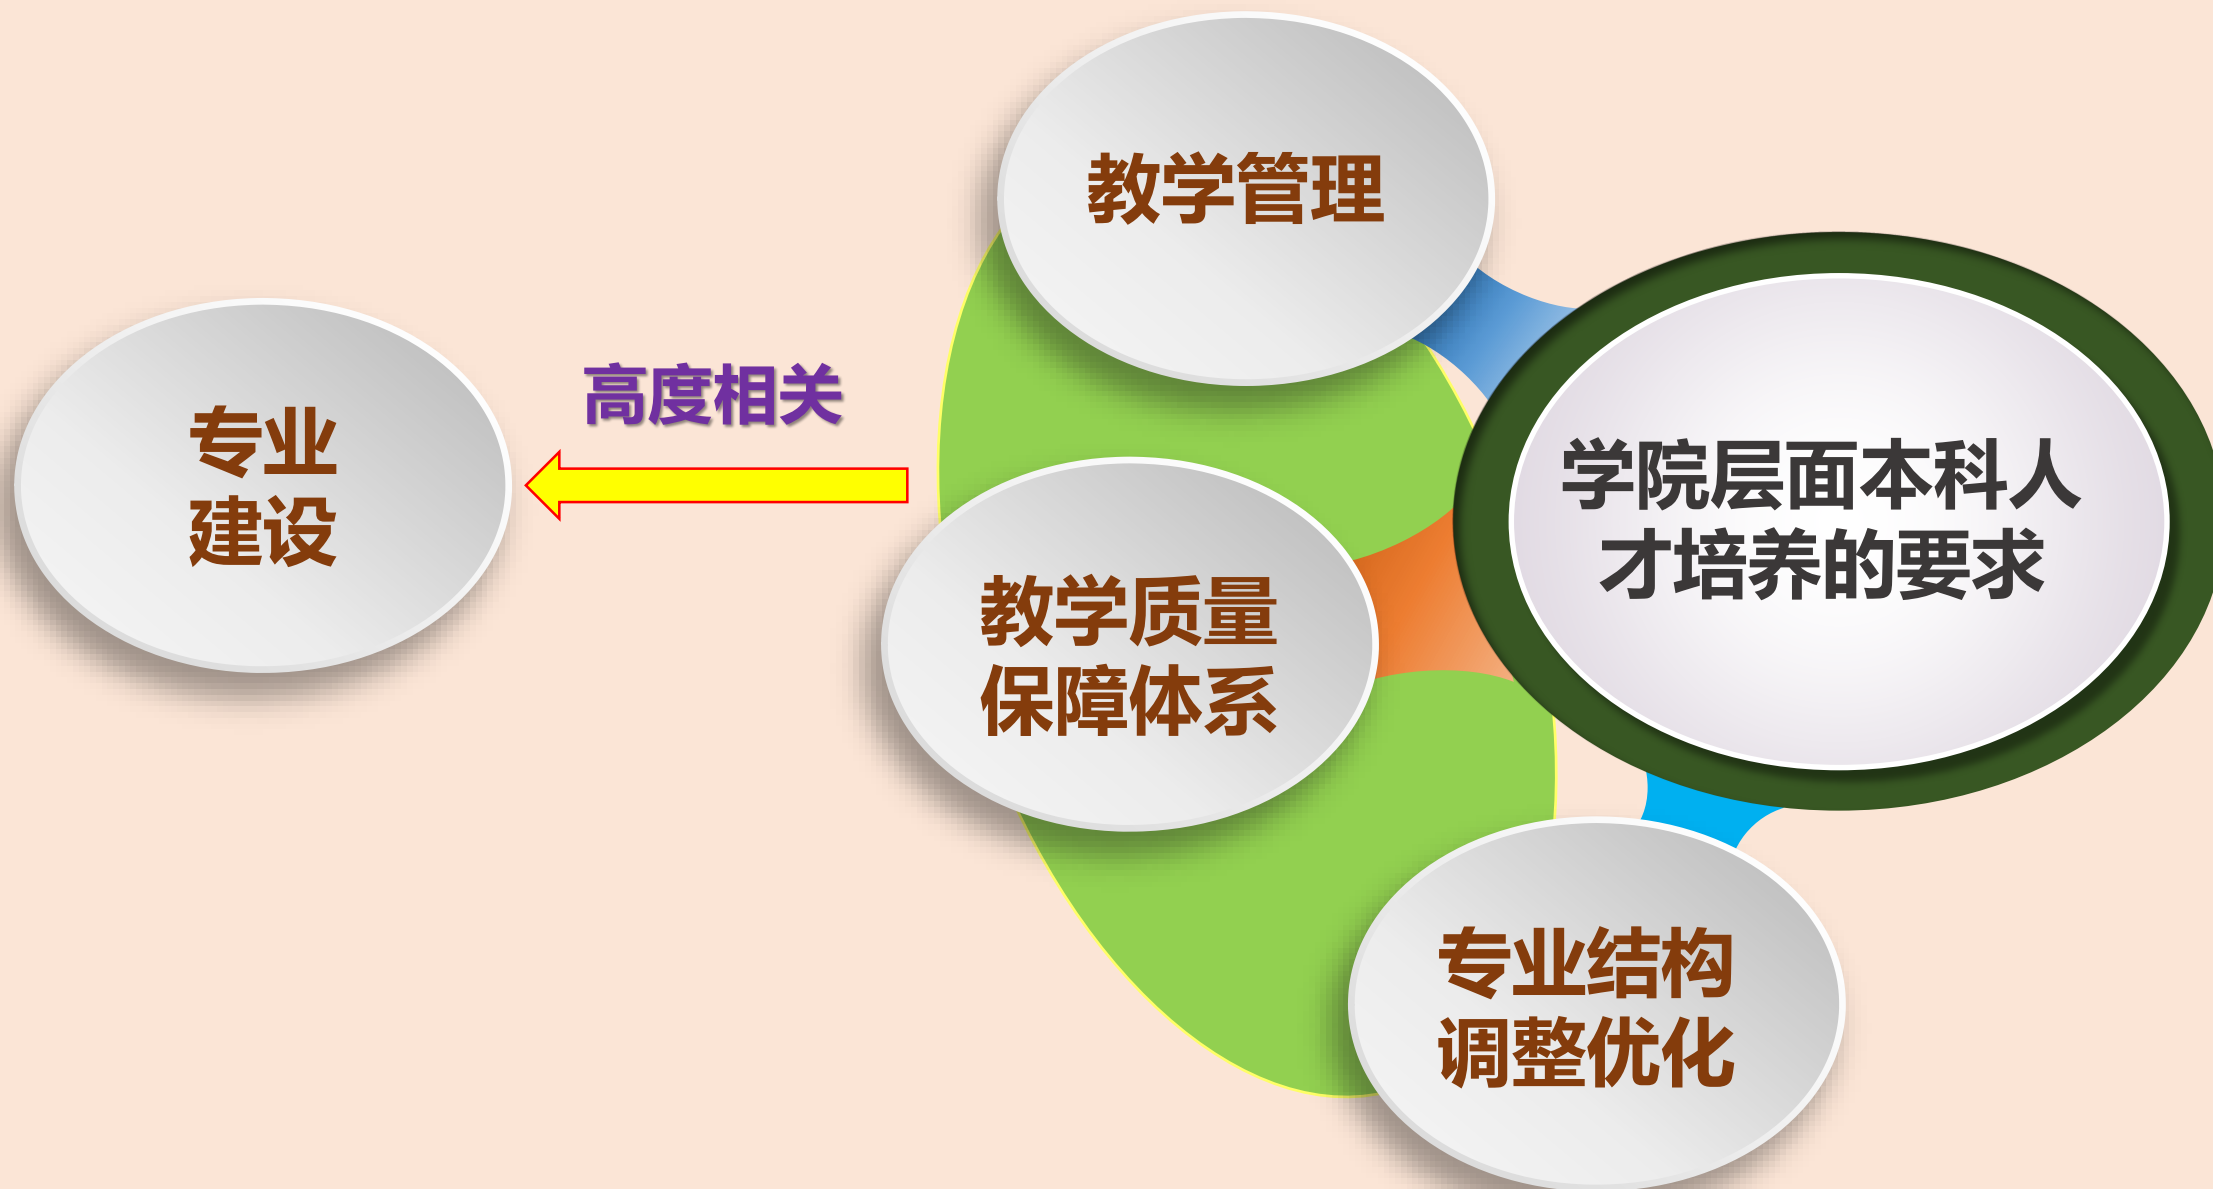 教学管理
专业
建设
高度相关
学院层面本科人
才培养的要求
教学质量
保障体系
专业结构
调整优化